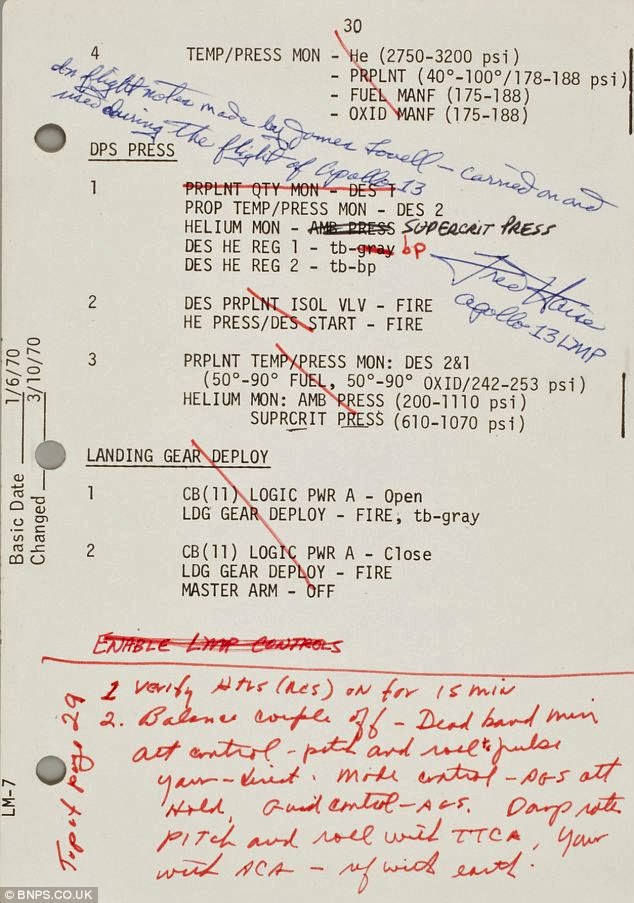 30
4 TEMP/PRESS MON - He (2750-3200 psi)
- PRPLNT (40°-100°/178-188 psi)
- FUEL MANF (175-188)
- OXID MANF (175-188)
In flight notes made by James Lovell - carried on and
used during the flight of Apollo 13
DPS PRESS
1 PRPLNT QTY MON - DES 1
PROP TEMP/PRESS MON - DES 2
HELIUM MON - AMB PRESS SUPERCRIT PRESS
DES HE REG 1 - tb-gray bp
DES HE REG 2 - tb-bp
Fred Haise
Apollo 13 LMP
2 DES PRPLNT ISOL VLV - FIRE
HE PRESS/DES START - FIRE
3 PRPLNT TEMP/PRESS MON: DES 2&1
(50°-90° FUEL, 50°-90° OXID/242-253 psi)
HELIUM MON: AMB PRESS (200-1110 psi)
SUPRCRIT PRESS (610-1070 psi)
LANDING GEAR DEPLOY
1 CB(11) LOGIC PWR A - Open
LDG GEAR DEPLOY - FIRE, tb-gray
2 CB(11) LOGIC PWR A - Close
LDG GEAR DEPLOY - FIRE
MASTER ARM - OFF
Basic Date 1/6/70
Changed 3/10/70
ENABLE LMP CONTROLS
1 Verify HTRS (RCS) on for 15 min
2. Balance couple off - Dead band min
att control - pitch and roll to pulse
yaw - direct. Mode control - AGS att
Hold, Guid control - AGS. Damp rates
PITCH and roll with TTCA, Yaw
with ACA - with earth.
Top of page 29
LM-7
© BNPS.CO.UK